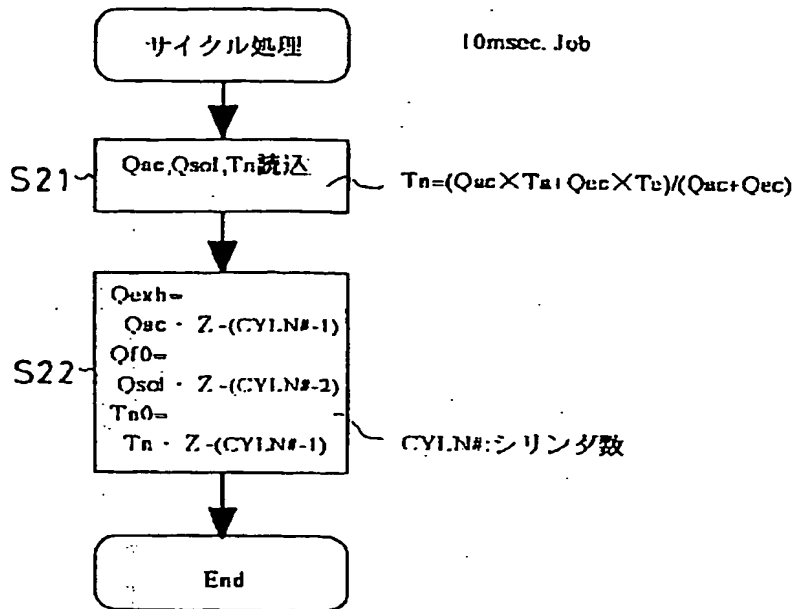 サイクル処理
10msec. Job
S21
Qac,Qsol,Tn読込
Tn=(Qac×Ta+Qec×Te)/(Qac+Qec)
S22
Qexh=
Qac・Z-(CYLN#-1)
Qf0=
Qsol・Z-(CYLN#-2)
Tn0=
Tn・Z-(CYLN#-1)
CYLN#:シリンダ数
End